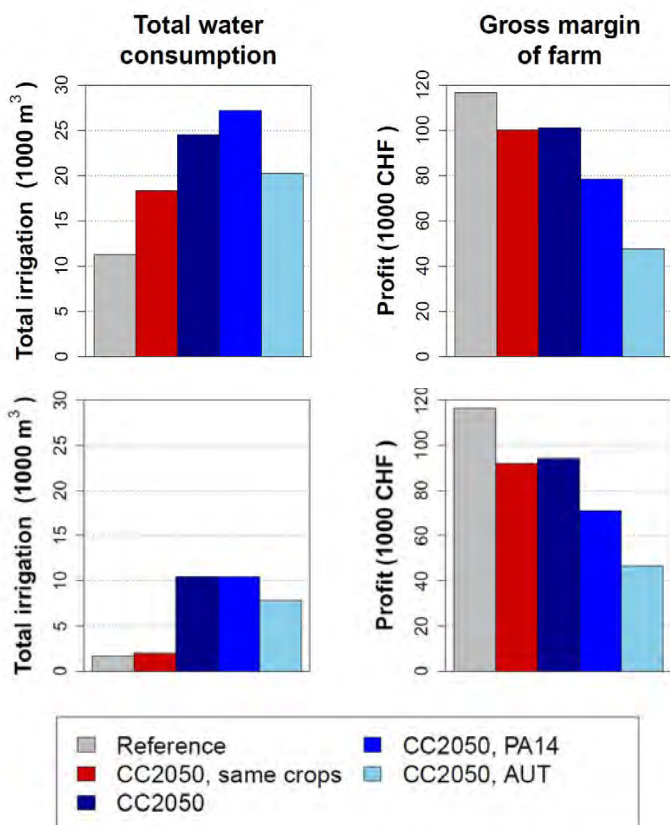 Total water
consumption
Gross margin
of farm
Total irrigation (1000 m³)
0
5
10
15
20
25
30
Profit (1000 CHF )
0
20
40
60
80
100
120
Total irrigation (1000 m³)
0
5
10
15
20
25
30
Profit (1000 CHF )
0
20
40
60
80
100
120
Reference
CC2050, same crops
CC2050
CC2050, PA14
CC2050, AUT